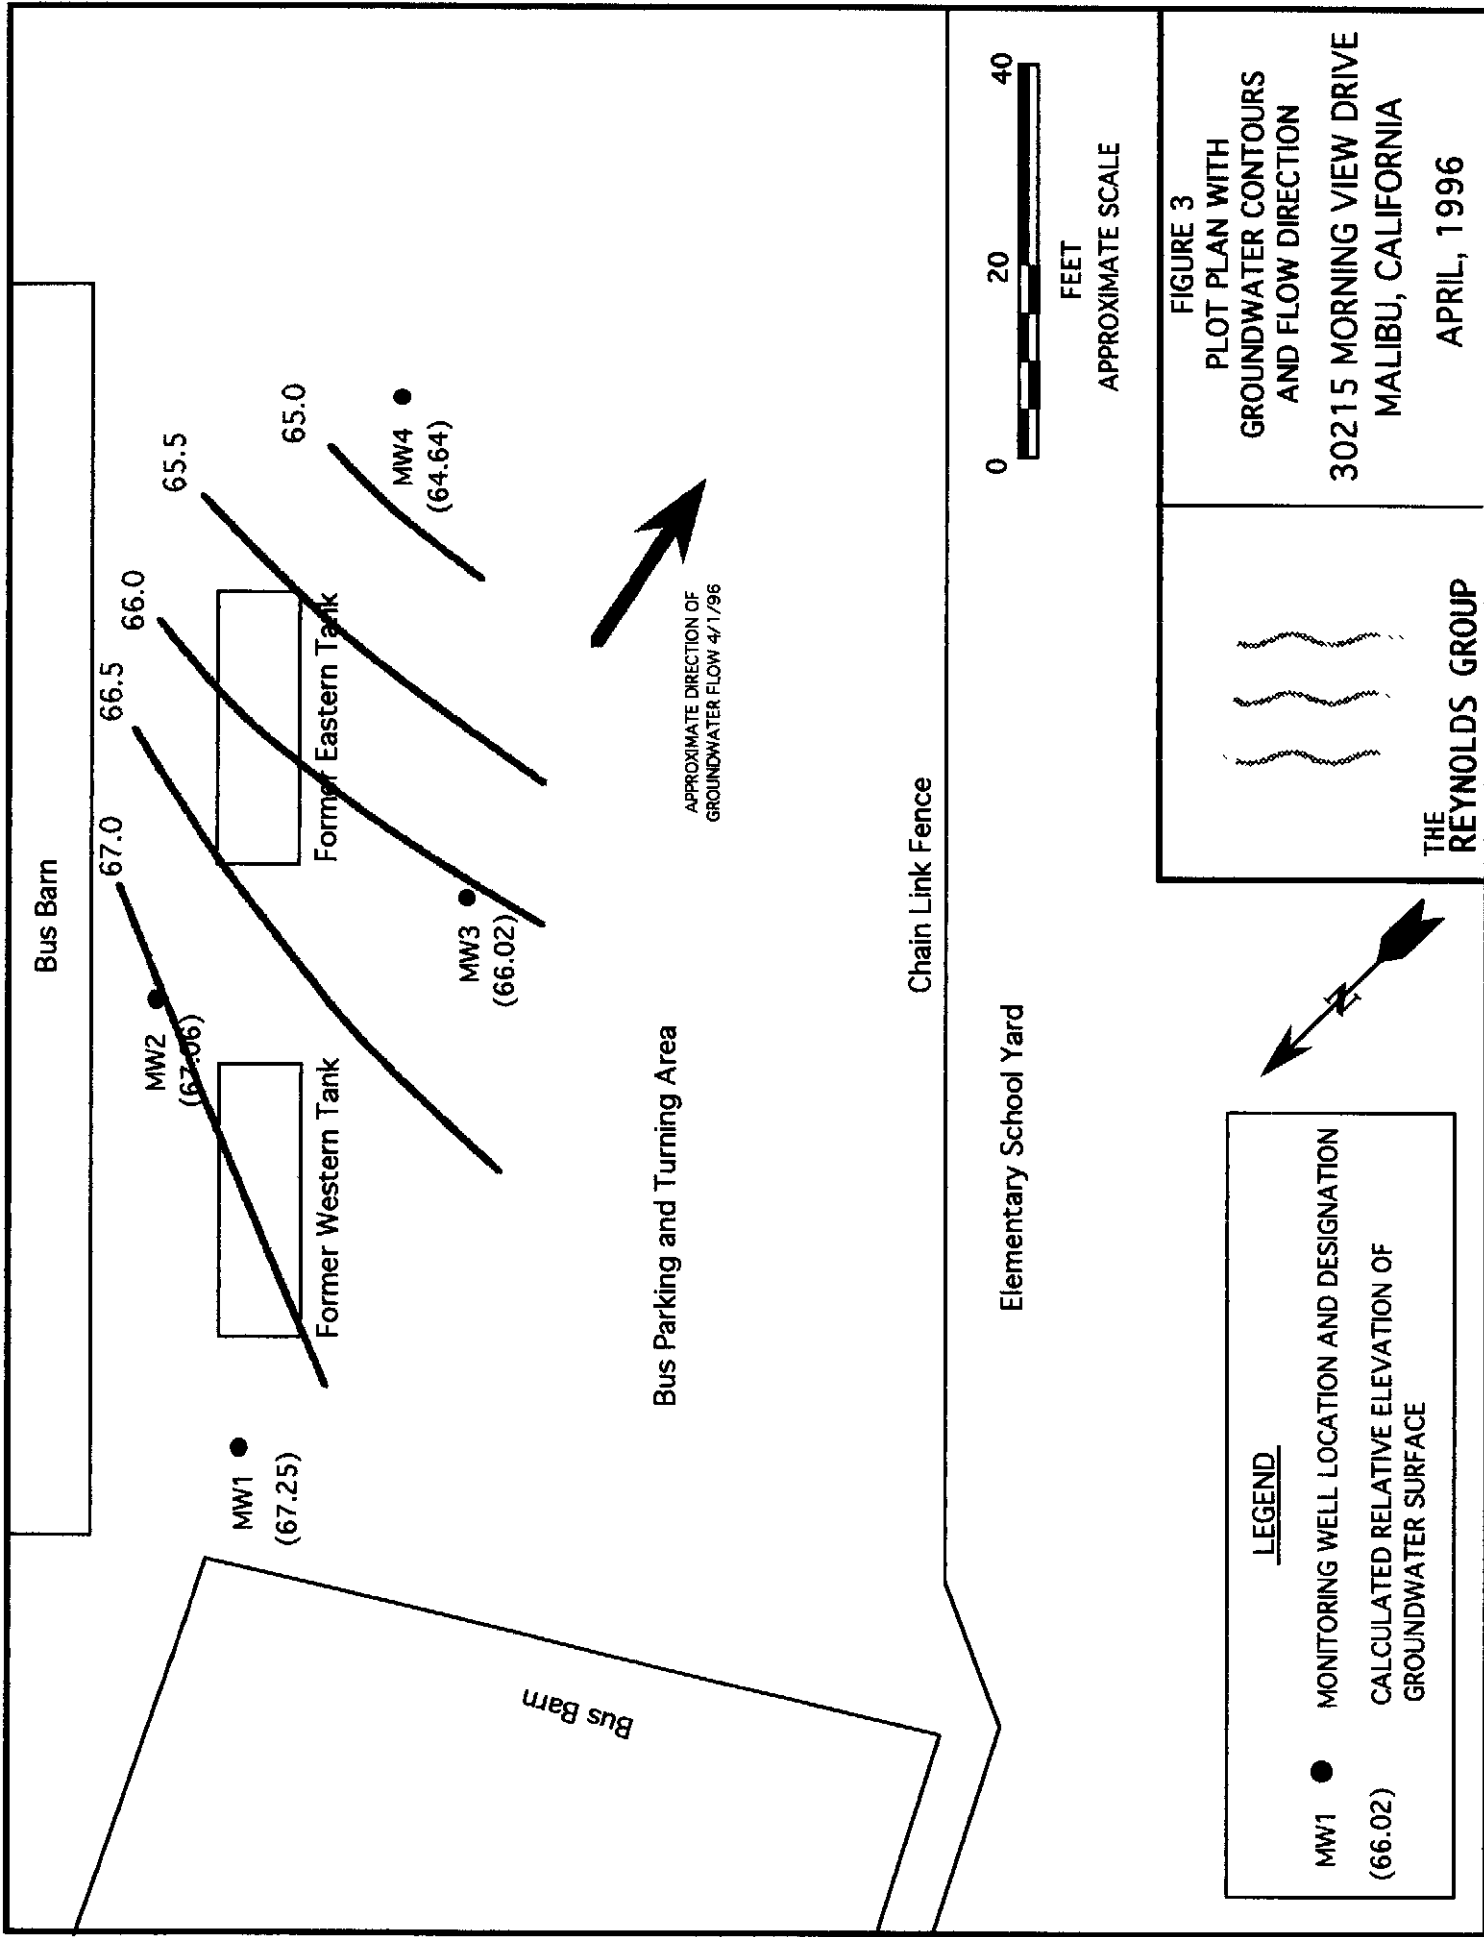 Bus Barn
67.0
66.5
66.0
65.5
65.0
MW2
(67.06)
MW1
(67.25)
Former Western Tank
Former Eastern Tank
MW4
(64.64)
MW3
(66.02)
Bus Barn
Bus Parking and Turning Area
APPROXIMATE DIRECTION OF
GROUNDWATER FLOW 4/1/96
Chain Link Fence
Elementary School Yard
0 20 40
FEET
APPROXIMATE SCALE
N
LEGEND
MW1 MONITORING WELL LOCATION AND DESIGNATION
(66.02) CALCULATED RELATIVE ELEVATION OF
GROUNDWATER SURFACE
THE
REYNOLDS GROUP
FIGURE 3
PLOT PLAN WITH
GROUNDWATER CONTOURS
AND FLOW DIRECTION
30215 MORNING VIEW DRIVE
MALIBU, CALIFORNIA
APRIL, 1996